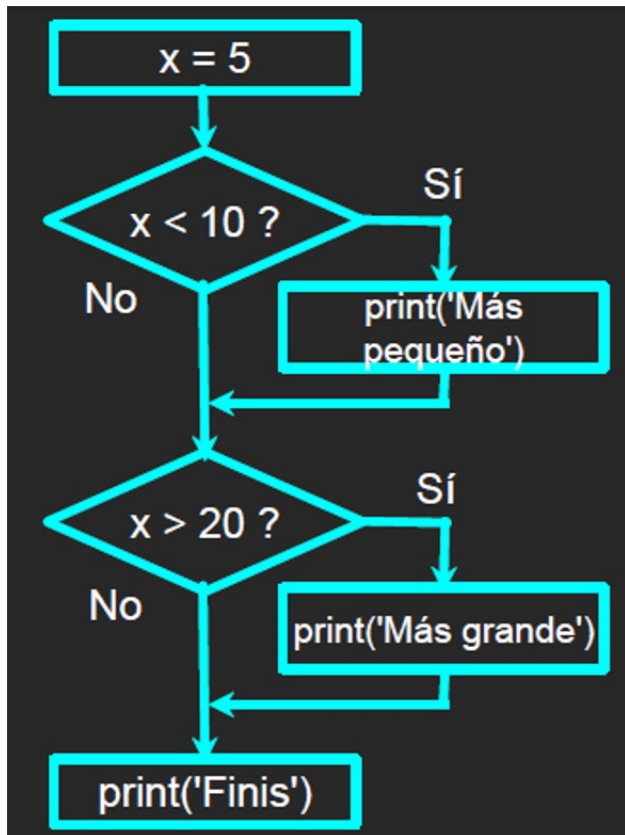 x = 5
x < 10 ?
Sí
No
print('Más
pequeño')
x > 20 ?
Sí
No
print('Más grande')
print('Finis')